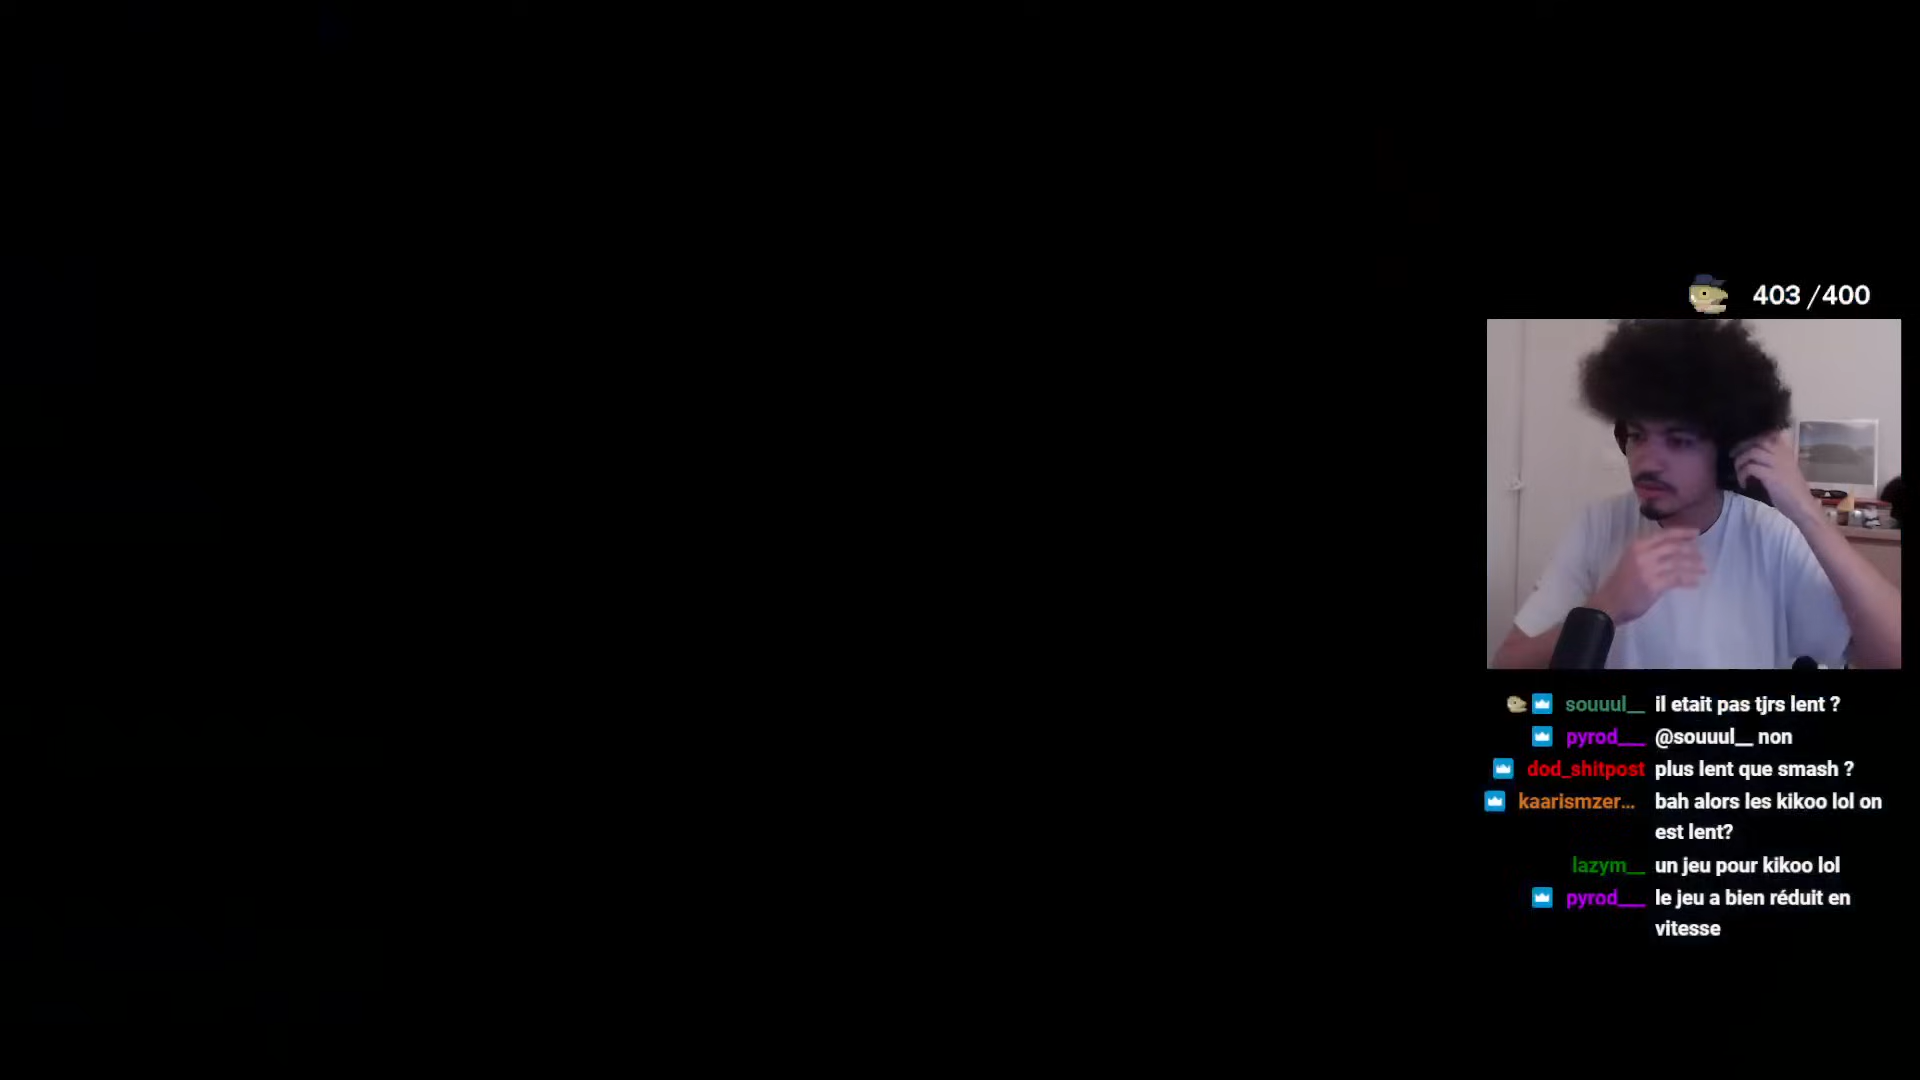 403 /400
souuul__ il etait pas tjrs lent ?
pyrod___ @souuul__ non
dod_shitpost plus lent que smash ?
kaarismzer... bah alors les kikoo lol on
est lent?
lazym__ un jeu pour kikoo lol
pyrod___ le jeu a bien réduit en
vitesse